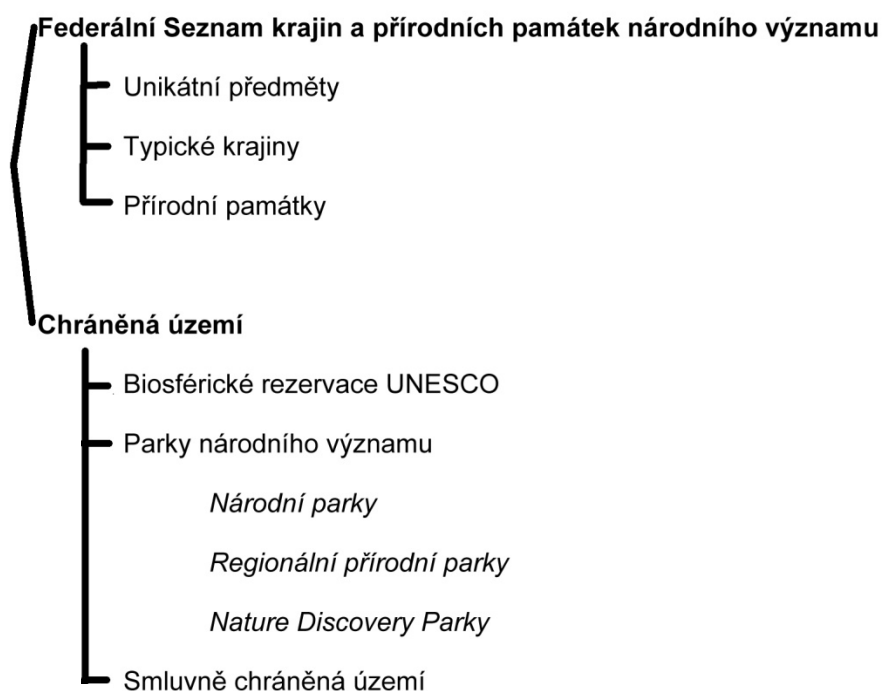 Federální Seznam krajin a přírodních památek národního významu
Unikátní předměty
Typické krajiny
Přírodní památky
Chráněná území
Biosférické rezervace UNESCO
Parky národního významu
Národní parky
Regionální přírodní parky
Nature Discovery Parky
Smluvně chráněná území